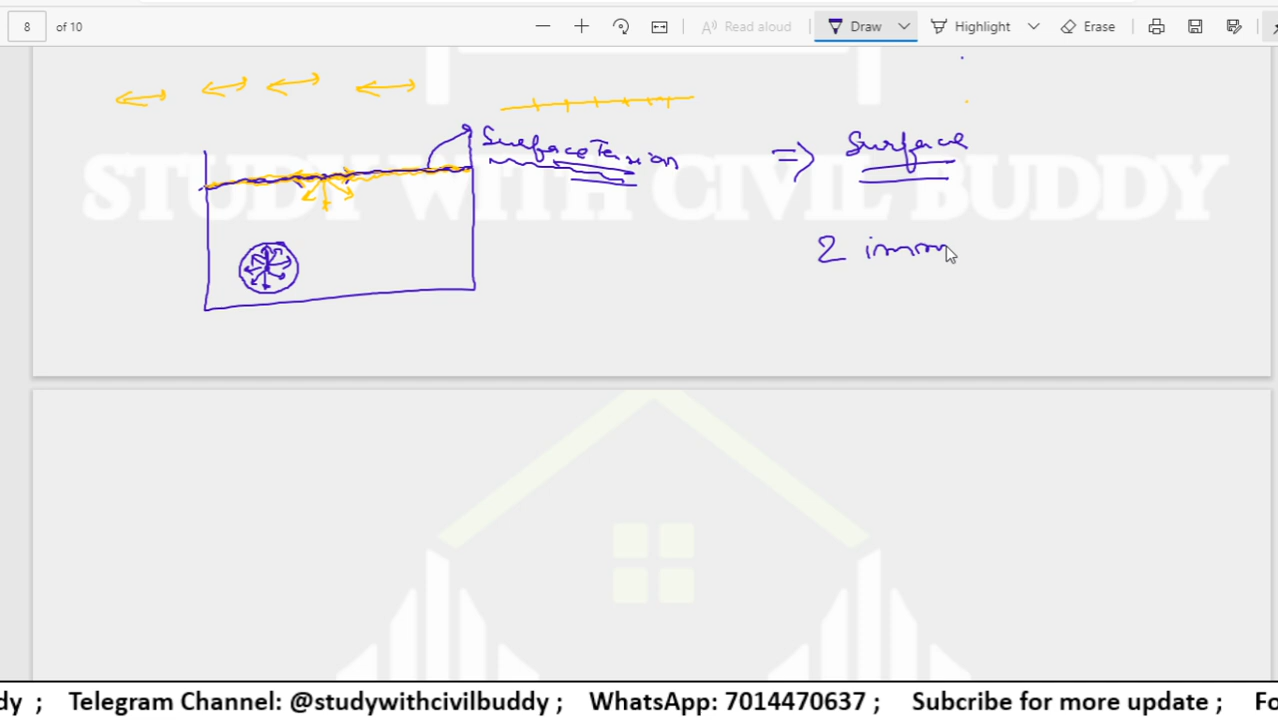 8 of 10 Read aloud Draw Highlight Erase
Surface Tension => Surface
STUDY WITH CIVIL BUDDY
2 imm
dy ; Telegram Channel: @studywithcivilbuddy ; WhatsApp: 7014470637 ; Subcribe for more update ; Fo